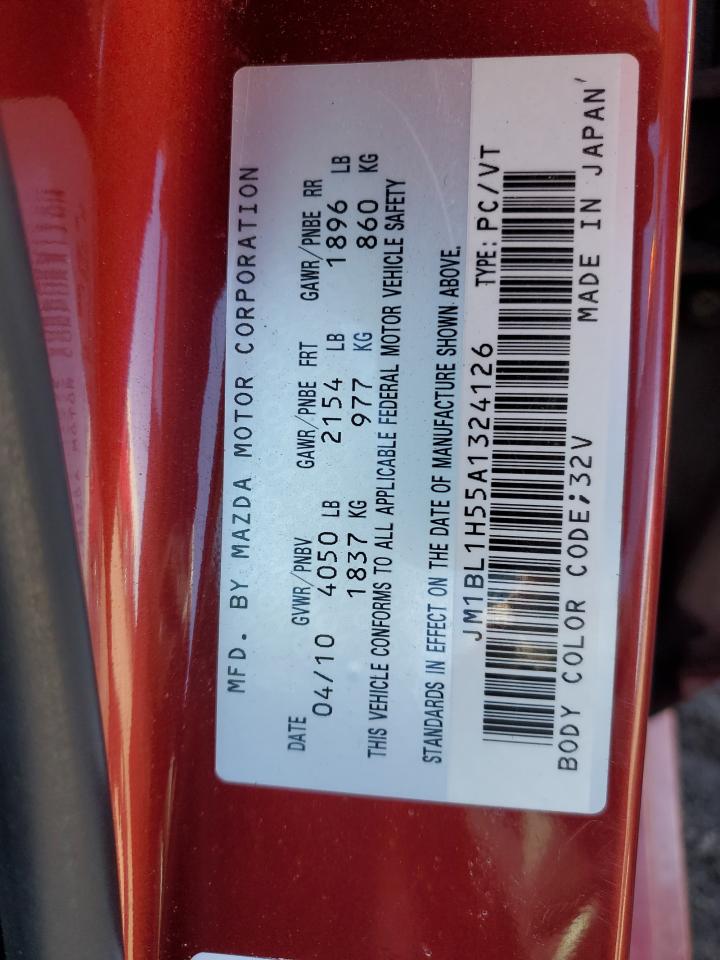 MFD. BY MAZDA MOTOR CORPORATION
DATE GVWR/PNBV GAWR/PNBE FRT GAWR/PNBE RR
04/10 4050 LB 2154 LB 1896 LB
1837 KG 977 KG 860 KG
THIS VEHICLE CONFORMS TO ALL APPLICABLE FEDERAL MOTOR VEHICLE SAFETY
STANDARDS IN EFFECT ON THE DATE OF MANUFACTURE SHOWN ABOVE.
JM1BL1H55A1324126 TYPE: PC/VT
BODY COLOR CODE;32V MADE IN JAPAN